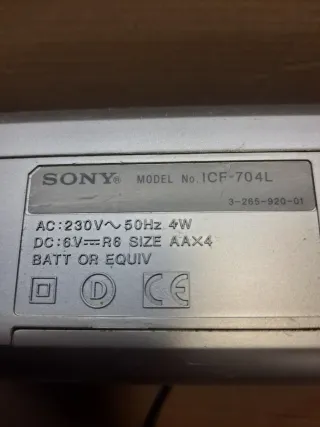 SONY® MODEL No. ICF-704L
3-265-920-01
AC:230V～50Hz 4W
DC:6V⎓R6 SIZE AAX4
BATT OR EQUIV
D CE